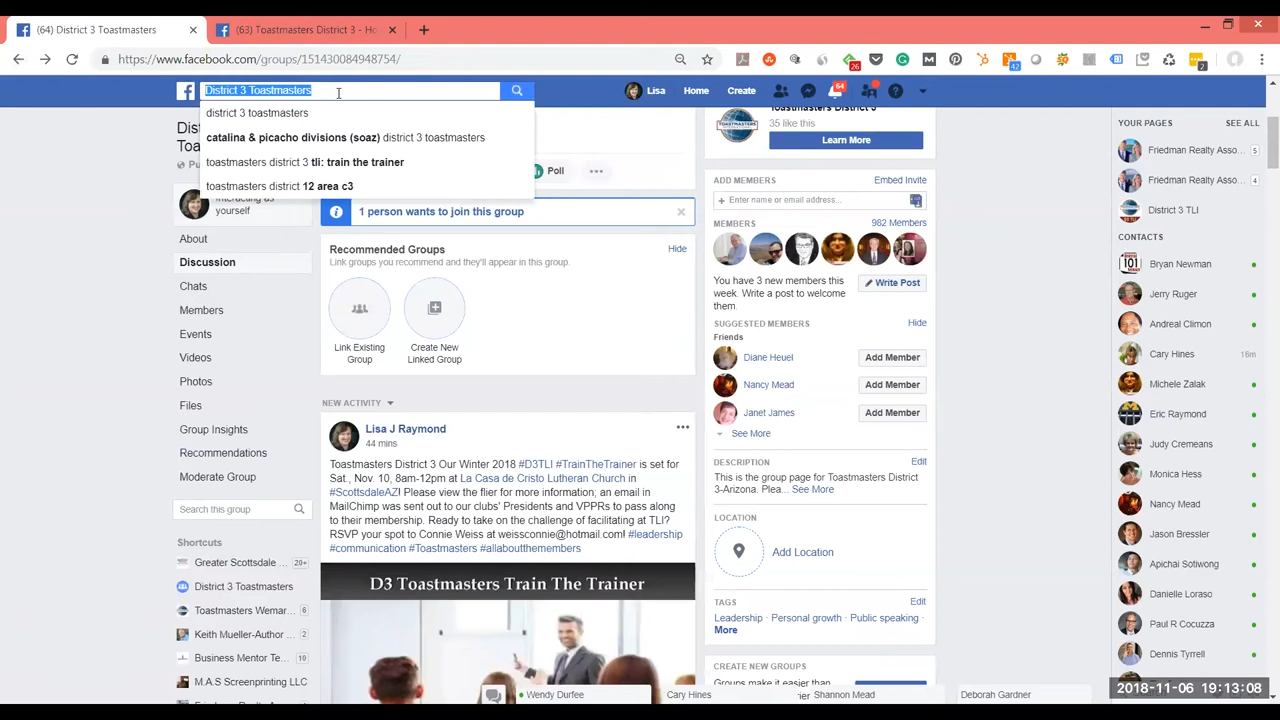 (64) District 3 Toastmasters
(63) Toastmasters District 3 - Ho
https://www.facebook.com/groups/151430084948754/
26
42
2
District 3 Toastmasters
Lisa
Home
Create
64
district 3 toastmasters
catalina & picacho divisions (soaz) district 3 toastmasters
toastmasters district 3 tli: train the trainer
toastmasters district 12 area c3
Poll
interacting as
yourself
About
Discussion
Chats
Members
Events
Videos
Photos
Files
Group Insights
Recommendations
Moderate Group
Search this group
Shortcuts
Greater Scottsdale ... 20+
District 3 Toastmasters
Toastmasters Wemar... 6
Keith Mueller-Author ... 2
Business Mentor Te... 10
M.A.S Screenprinting LLC
1 person wants to join this group
Recommended Groups
Hide
Link groups you recommend and they'll appear in this group.
Link Existing
Group
Create New
Linked Group
NEW ACTIVITY
Lisa J Raymond
44 mins
Toastmasters District 3 Our Winter 2018 #D3TLI #TrainTheTrainer is set for
Sat., Nov. 10, 8am-12pm at La Casa de Cristo Lutheran Church in
#ScottsdaleAZ! Please view the flier for more information; an email in
MailChimp was sent out to our clubs' Presidents and VPPRs to pass along
to their membership. Ready to take on the challenge of facilitating at TLI?
RSVP your spot to Connie Weiss at weissconnie@hotmail.com! #leadership
#communication #Toastmasters #allaboutthemembers
D3 Toastmasters Train The Trainer
District 3
35 like this
Learn More
ADD MEMBERS
Embed Invite
Enter name or email address...
MEMBERS
982 Members
You have 3 new members this
week. Write a post to welcome
them.
Write Post
SUGGESTED MEMBERS
Hide
Friends
Diane Heuel
Add Member
Nancy Mead
Add Member
Janet James
Add Member
See More
DESCRIPTION
Edit
This is the group page for Toastmasters District
3-Arizona. Plea... See More
LOCATION
Add Location
TAGS
Edit
Leadership · Personal growth · Public speaking ·
More
CREATE NEW GROUPS
Groups make it easier than
YOUR PAGES
SEE ALL
Friedman Realty Asso... 5
Friedman Realty Asso... 4
District 3 TLI
CONTACTS
Bryan Newman
Jerry Ruger
Andreal Climon
Cary Hines 16m
Michele Zalak
Eric Raymond
Judy Cremeans
Monica Hess
Nancy Mead
Jason Bressler
Apichai Sotiwong
Danielle Loraso
Paul R Cocuzza
Dennis Tyrrell
Wendy Durfee
Cary Hines
Shannon Mead
Deborah Gardner
2018-11-06 19:13:08